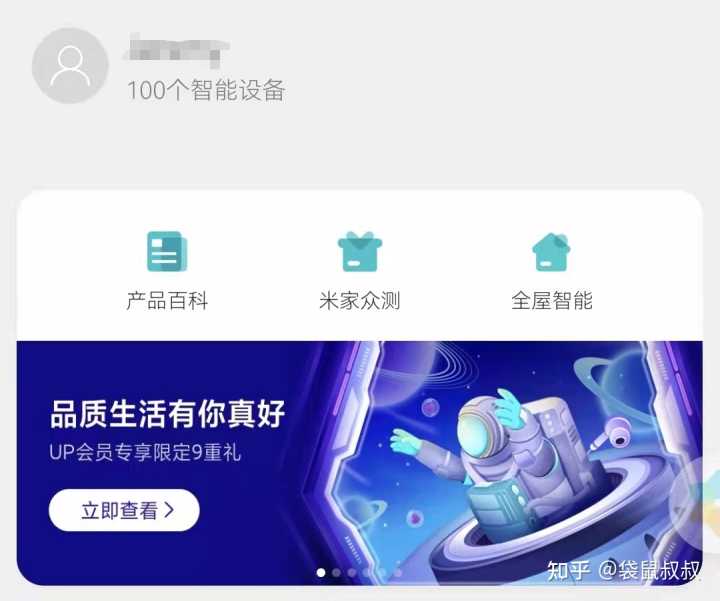 100个智能设备
产品百科
米家众测
全屋智能
品质生活有你真好
UP会员专享限定9重礼
立即查看
知乎 @袋鼠叔叔